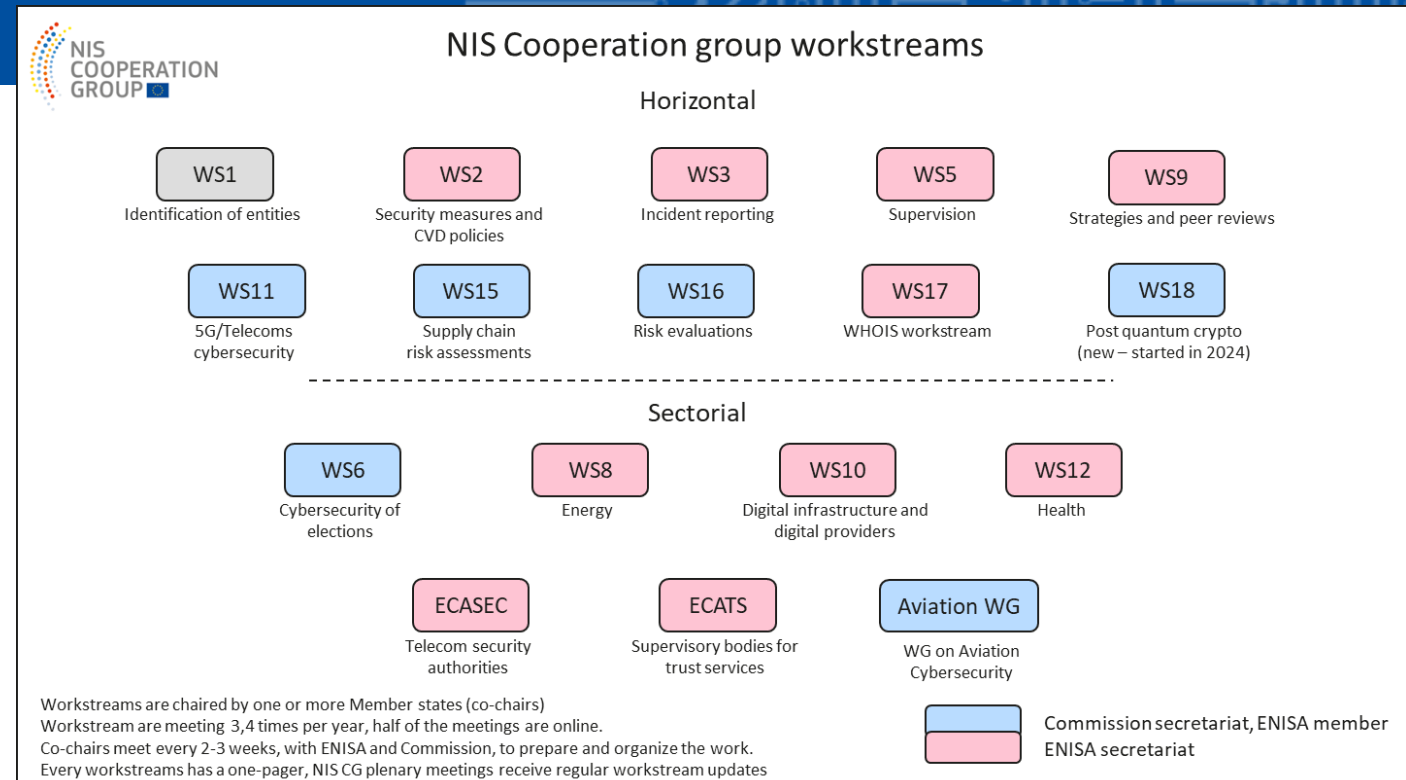 NIS
COOPERATION
GROUP
NIS Cooperation group workstreams
Horizontal
WS1
Identification of entities
WS2
Security measures and
CVD policies
WS3
Incident reporting
WS5
Supervision
WS9
Strategies and peer reviews
WS11
5G/Telecoms
cybersecurity
WS15
Supply chain
risk assessments
WS16
Risk evaluations
WS17
WHOIS workstream
WS18
Post quantum crypto
(new – started in 2024)
Sectorial
WS6
Cybersecurity of
elections
WS8
Energy
WS10
Digital infrastructure and
digital providers
WS12
Health
ECASEC
Telecom security
authorities
ECATS
Supervisory bodies for
trust services
Aviation WG
WG on Aviation
Cybersecurity
Workstreams are chaired by one or more Member states (co-chairs)
Workstream are meeting 3,4 times per year, half of the meetings are online.
Co-chairs meet every 2-3 weeks, with ENISA and Commission, to prepare and organize the work.
Every workstreams has a one-pager, NIS CG plenary meetings receive regular workstream updates
Commission secretariat, ENISA member
ENISA secretariat